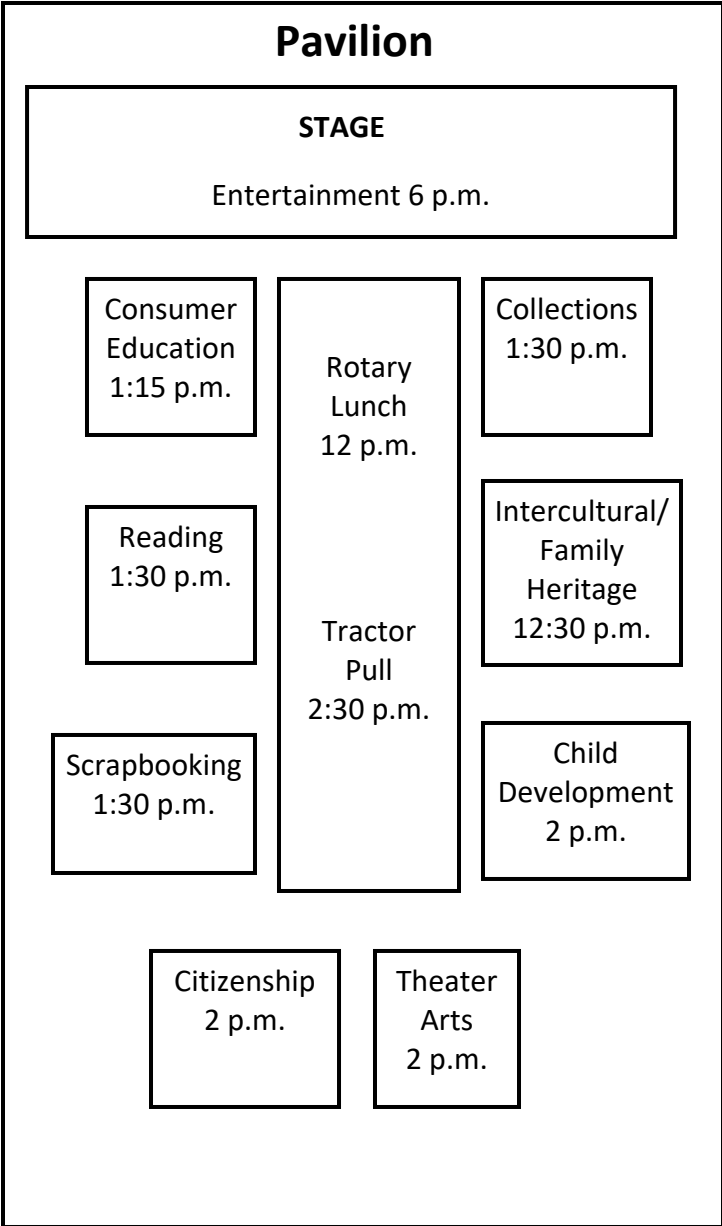 Pavilion
STAGE
Entertainment 6 p.m.
Consumer
Education
1:15 p.m.
Rotary
Lunch
12 p.m.
Collections
1:30 p.m.
Reading
1:30 p.m.
Intercultural/
Family
Heritage
12:30 p.m.
Tractor
Pull
2:30 p.m.
Scrapbooking
1:30 p.m.
Child
Development
2 p.m.
Citizenship
2 p.m.
Theater
Arts
2 p.m.